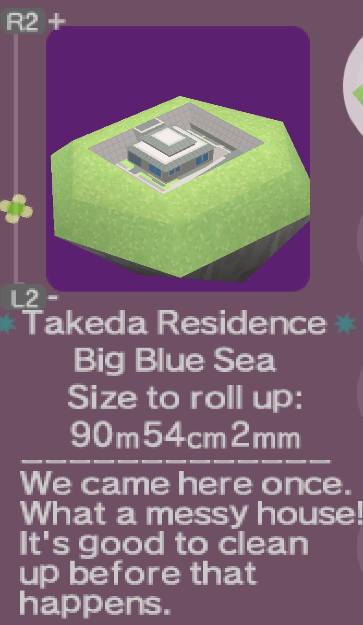 R2 +
L2 -
Takeda Residence
Big Blue Sea
Size to roll up:
90m54cm2mm
We came here once.
What a messy house!
It's good to clean
up before that
happens.